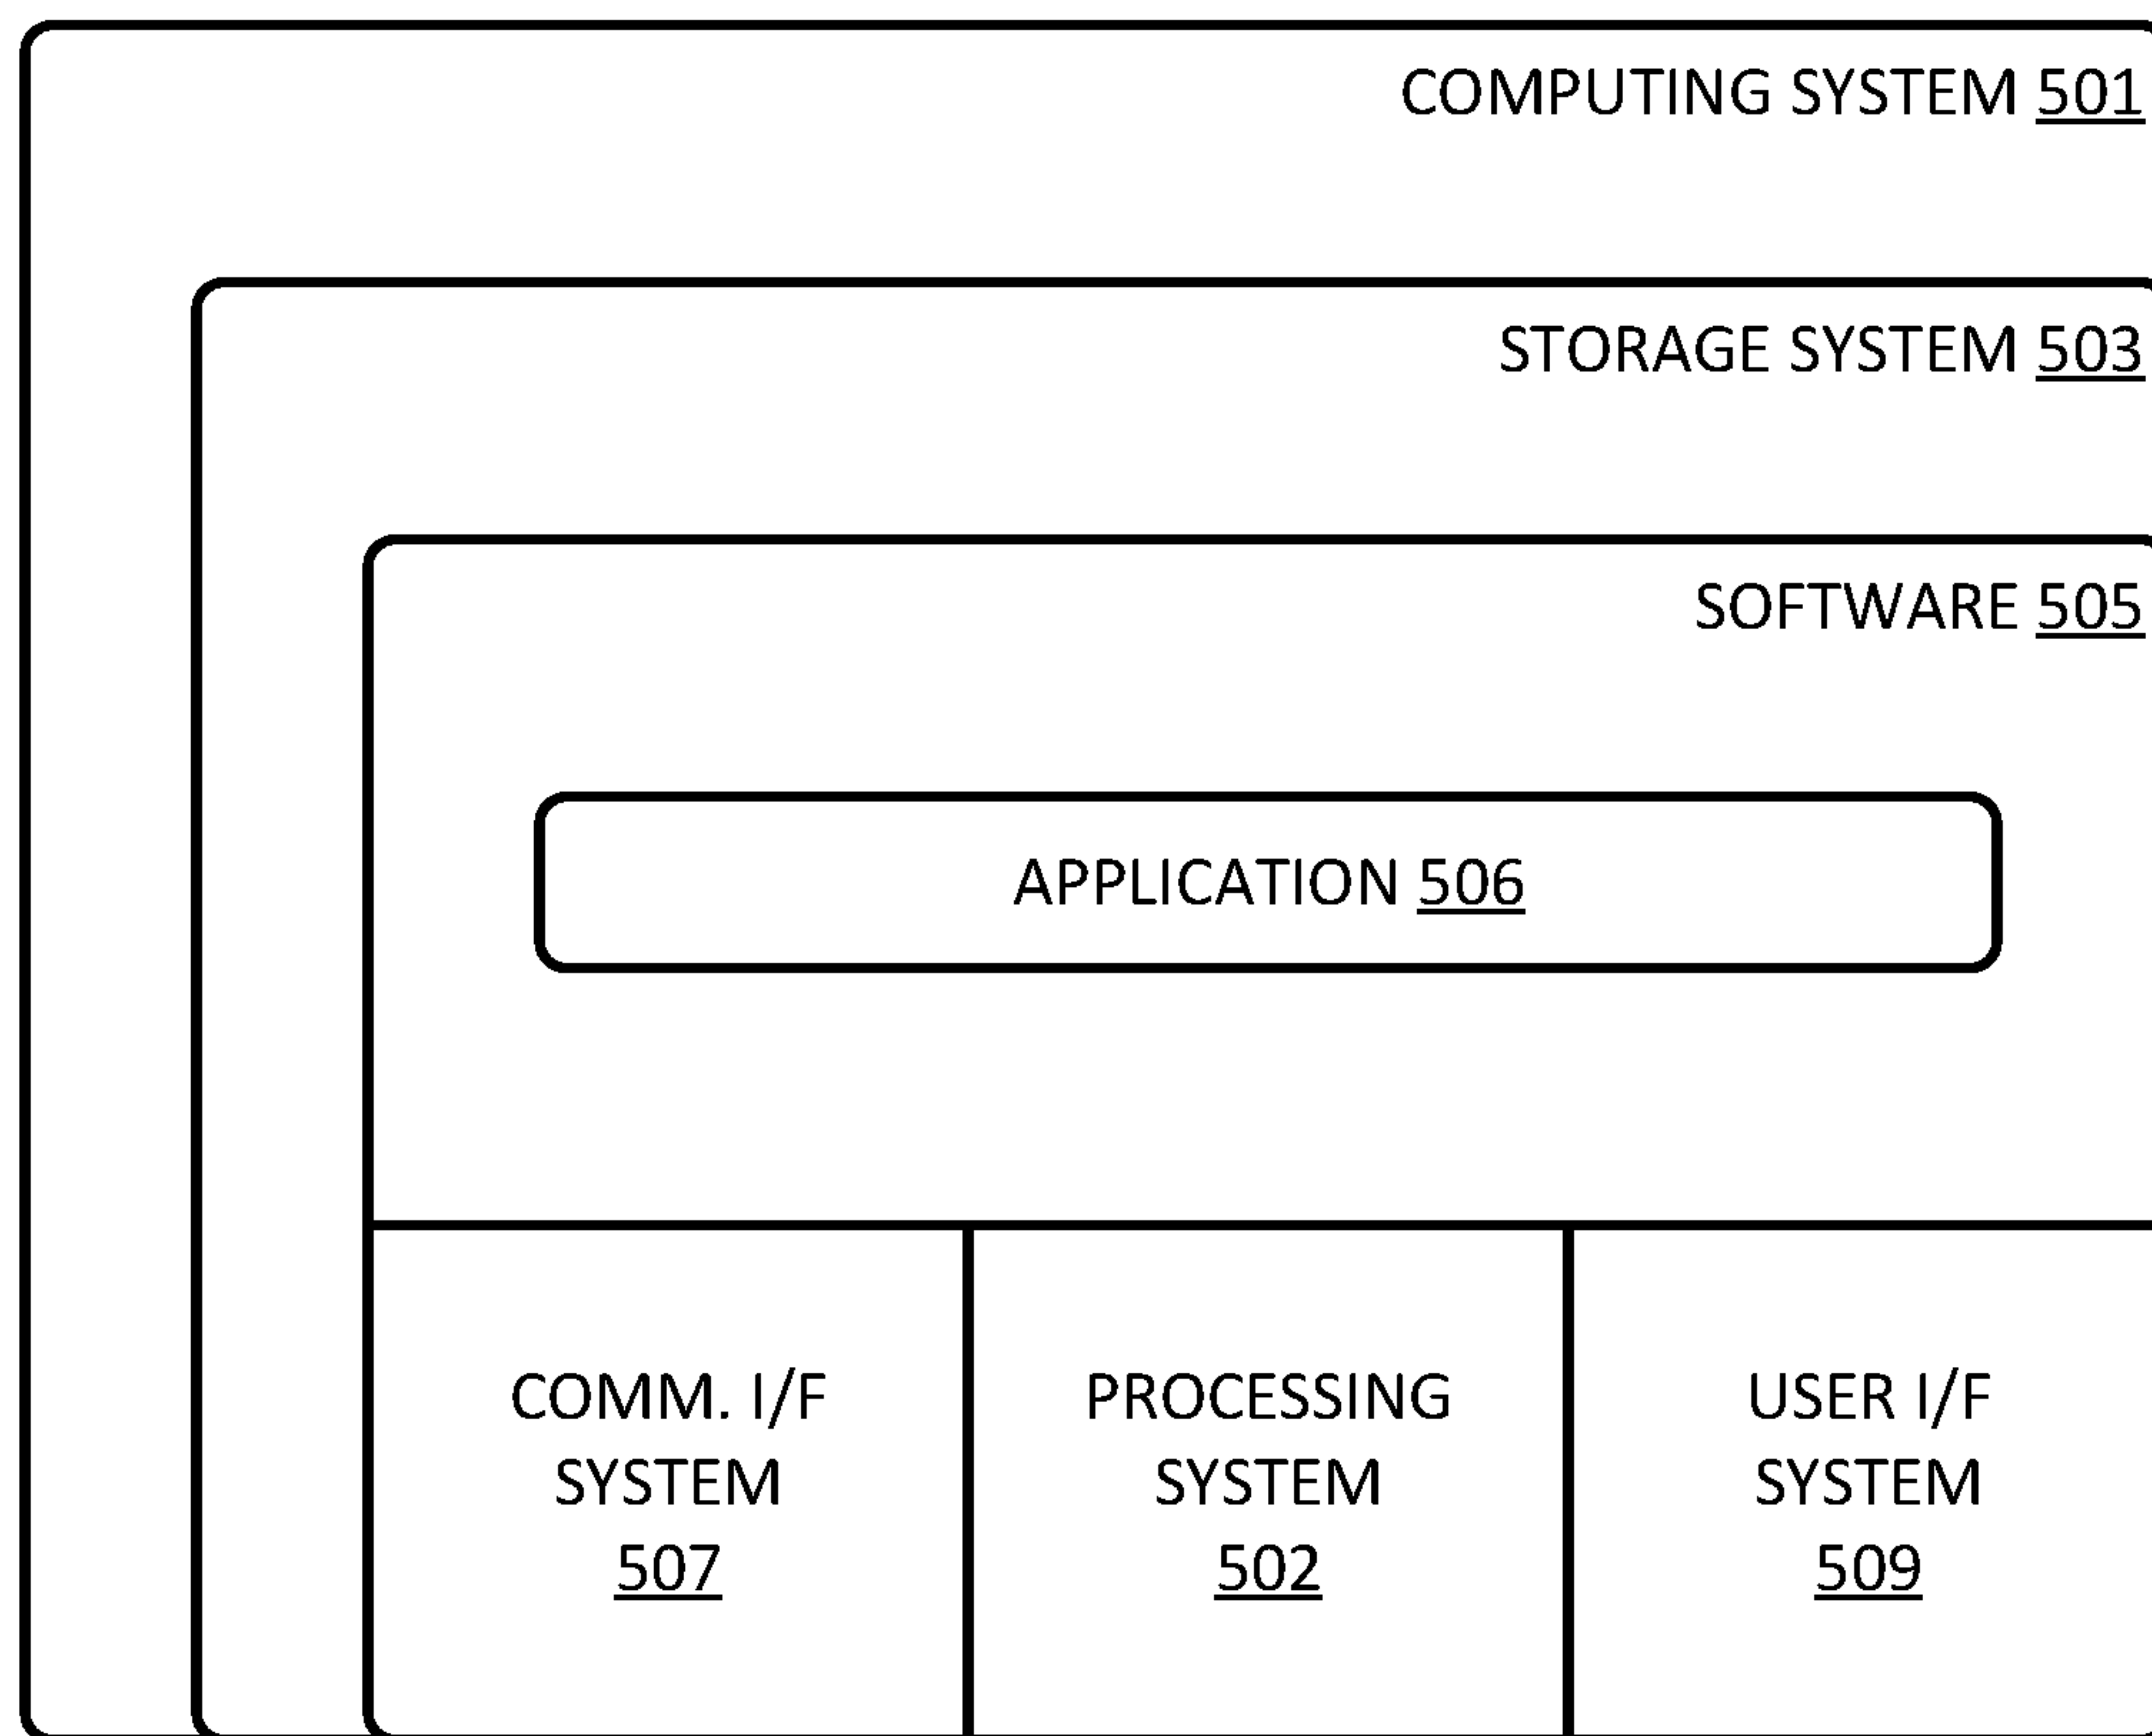 COMPUTING SYSTEM 501
STORAGE SYSTEM 503
SOFTWARE 505
APPLICATION 506
COMM. I/F
SYSTEM
507
PROCESSING
SYSTEM
502
USER I/F
SYSTEM
509